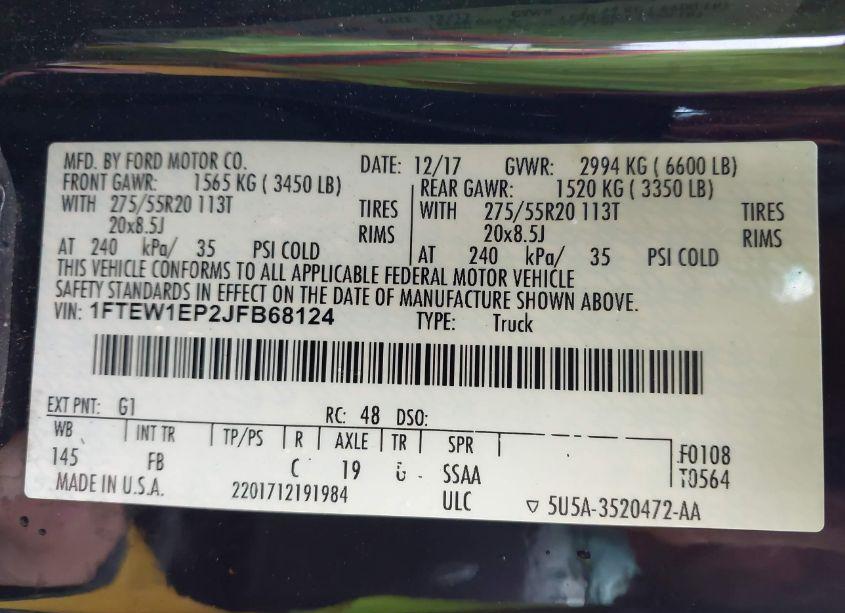 MFD. BY FORD MOTOR CO. DATE: 12/17 GVWR: 2994 KG ( 6600 LB)
FRONT GAWR: 1565 KG ( 3450 LB) REAR GAWR: 1520 KG ( 3350 LB)
WITH 275/55R20 113T TIRES WITH 275/55R20 113T TIRES
20x8.5J RIMS 20x8.5J RIMS
AT 240 kPa/ 35 PSI COLD AT 240 kPa/ 35 PSI COLD
THIS VEHICLE CONFORMS TO ALL APPLICABLE FEDERAL MOTOR VEHICLE
SAFETY STANDARDS IN EFFECT ON THE DATE OF MANUFACTURE SHOWN ABOVE.
VIN: 1FTEW1EP2JFB68124 TYPE: Truck
EXT PNT: G1 RC: 48 DSO:
WB INT TR TP/PS R AXLE TR SPR F0108
145 FB C 19 SSAA T0564
MADE IN U.S.A. 2201712191984 ULC 5U5A-3520472-AA